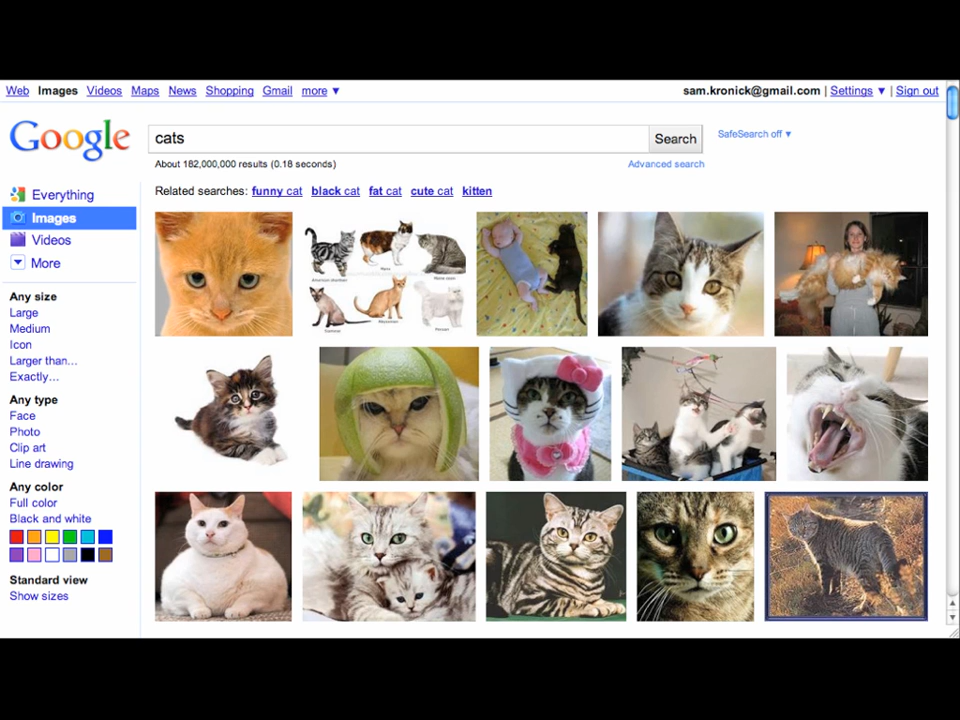 Web Images Videos Maps News Shopping Gmail more ▼ sam.kronick@gmail.com | Settings ▼ | Sign out
Google
cats
Search
SafeSearch off ▼
About 182,000,000 results (0.18 seconds)
Advanced search
Related searches: funny cat black cat fat cat cute cat kitten
Everything
Images
Videos
More
Any size
Large
Medium
Icon
Larger than...
Exactly...
Any type
Face
Photo
Clip art
Line drawing
Any color
Full color
Black and white
Standard view
Show sizes